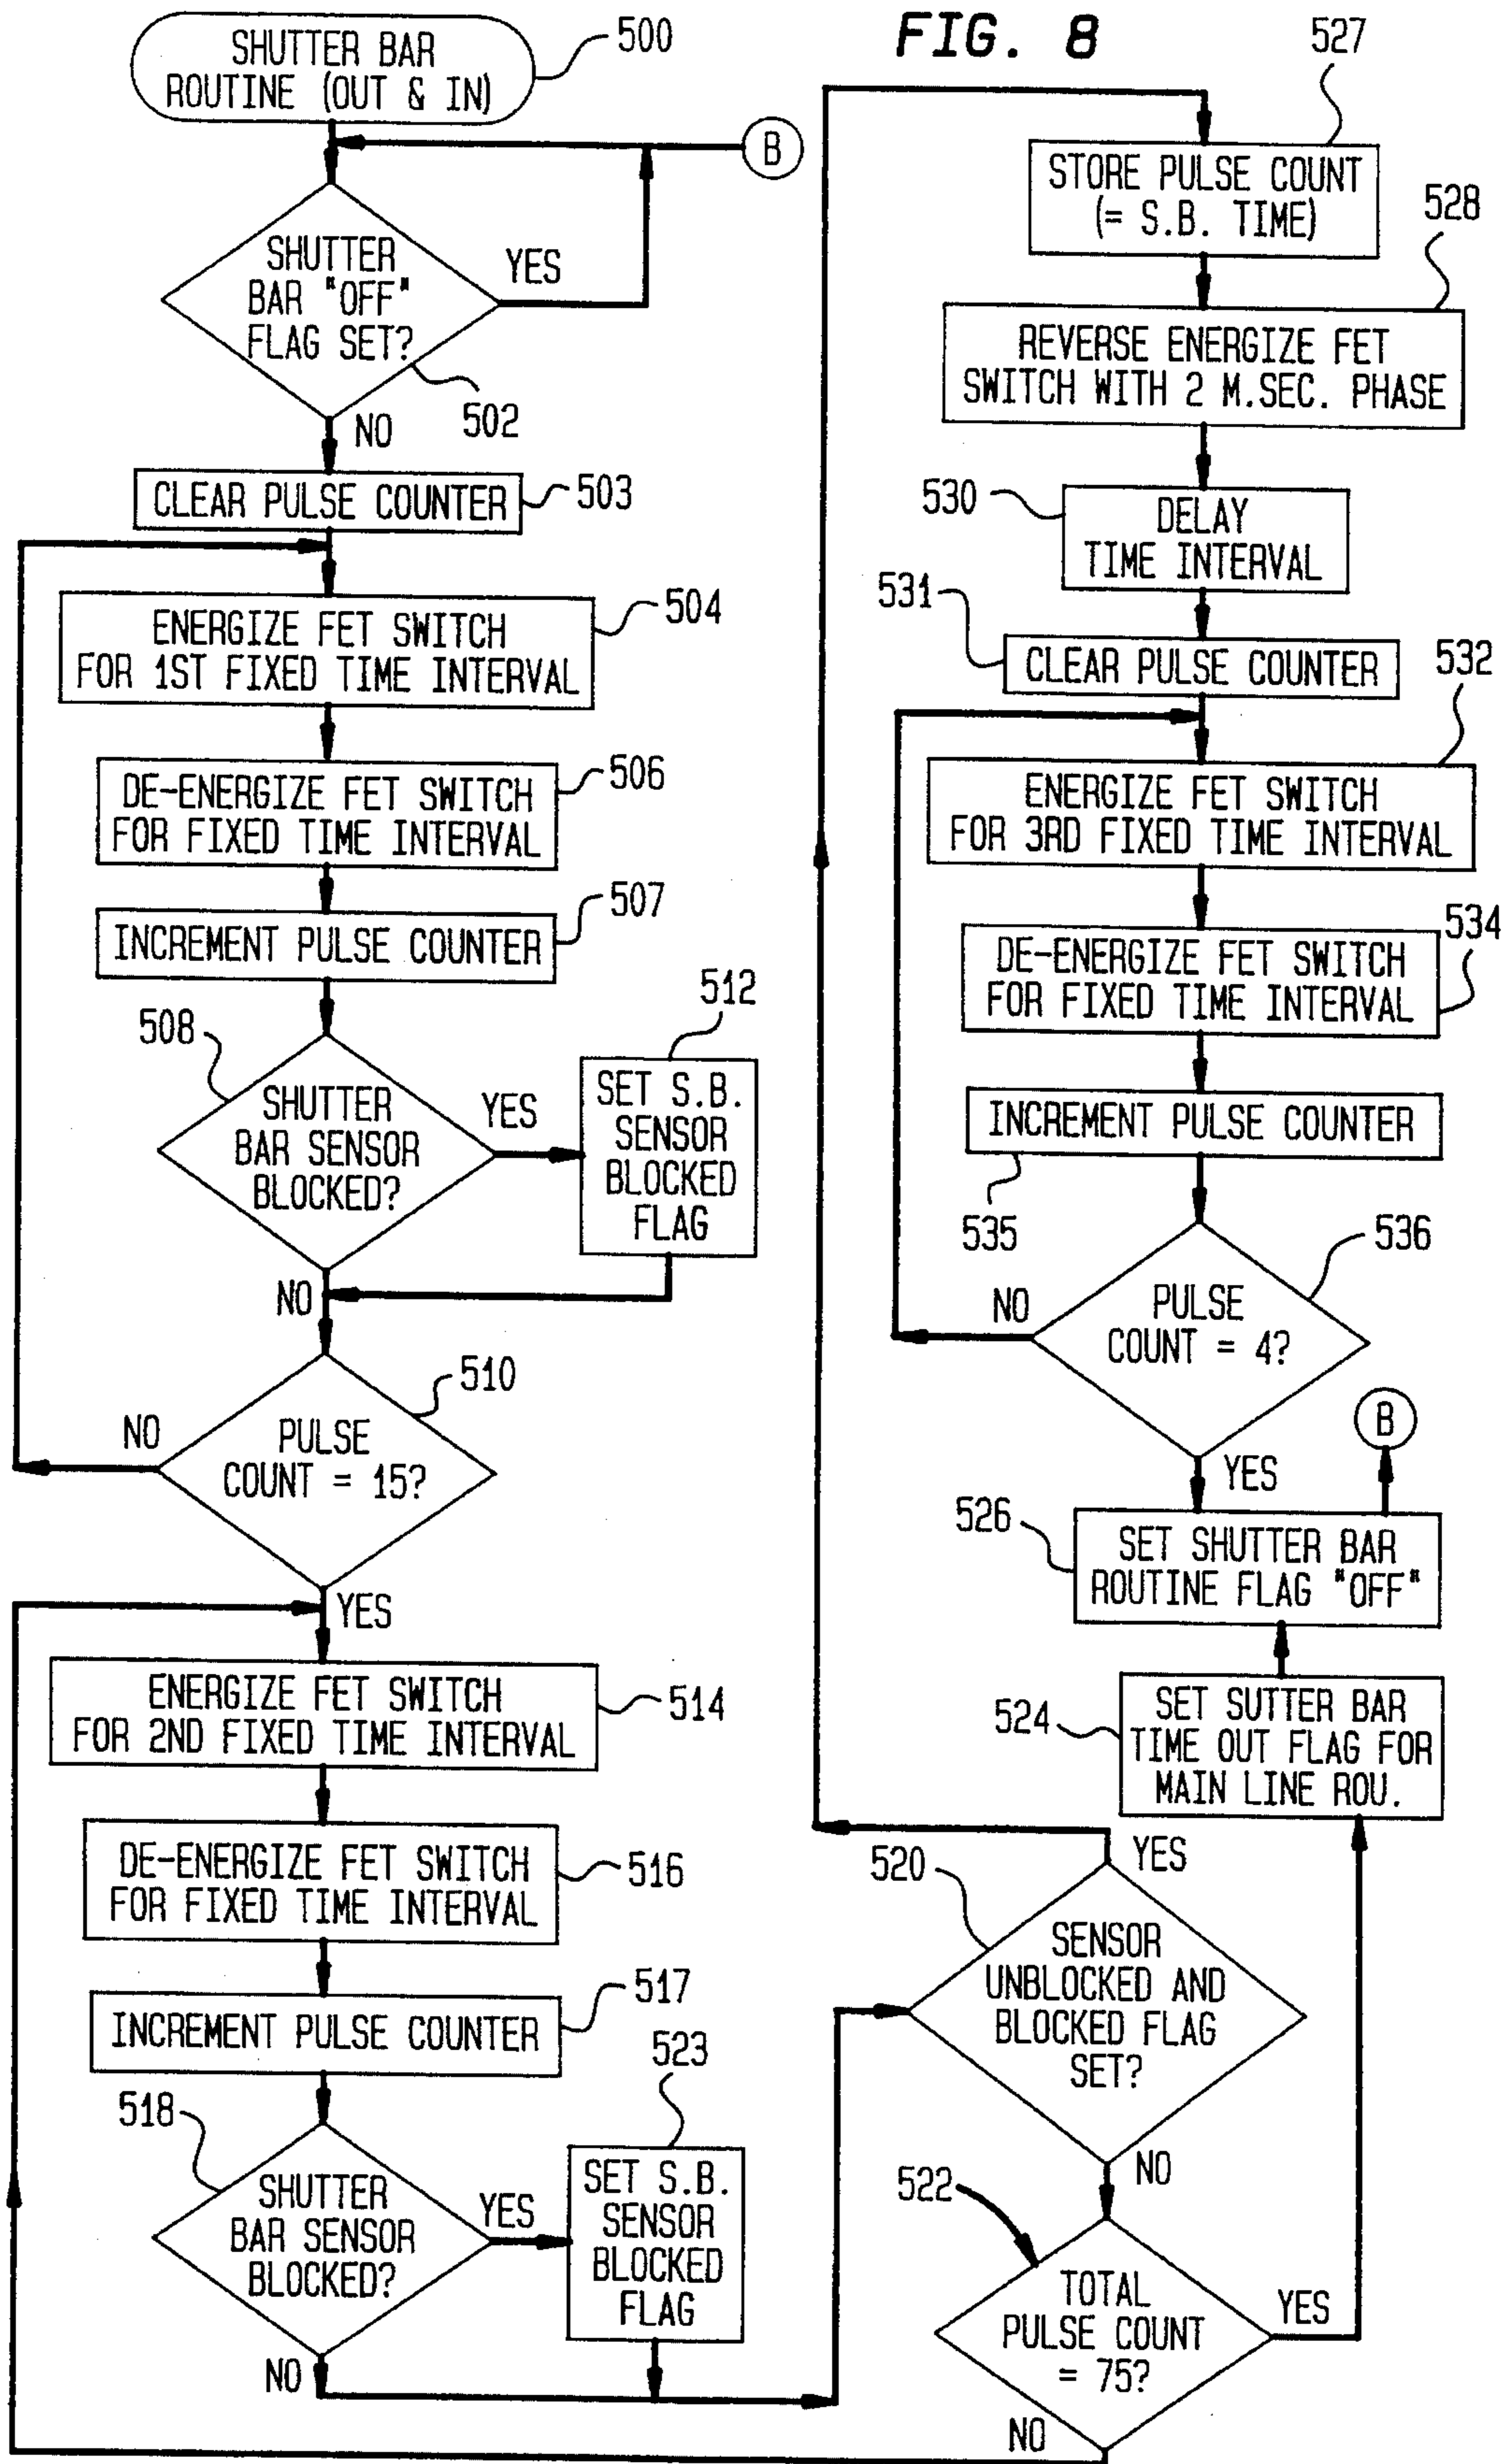 FIG. 8
SHUTTER BAR
ROUTINE (OUT & IN)
500
B
SHUTTER
BAR "OFF"
FLAG SET?
YES
502
NO
CLEAR PULSE COUNTER
503
ENERGIZE FET SWITCH
FOR 1ST FIXED TIME INTERVAL
504
DE-ENERGIZE FET SWITCH
FOR FIXED TIME INTERVAL
506
INCREMENT PULSE COUNTER
507
508
SHUTTER
BAR SENSOR
BLOCKED?
YES
512
SET S.B.
SENSOR
BLOCKED
FLAG
NO
510
NO
PULSE
COUNT = 15?
YES
ENERGIZE FET SWITCH
FOR 2ND FIXED TIME INTERVAL
514
DE-ENERGIZE FET SWITCH
FOR FIXED TIME INTERVAL
516
INCREMENT PULSE COUNTER
517
518
SHUTTER
BAR SENSOR
BLOCKED?
YES
523
SET S.B.
SENSOR
BLOCKED
FLAG
NO
527
STORE PULSE COUNT
(= S.B. TIME)
528
REVERSE ENERGIZE FET
SWITCH WITH 2 M.SEC. PHASE
530
DELAY
TIME INTERVAL
531
CLEAR PULSE COUNTER
532
ENERGIZE FET SWITCH
FOR 3RD FIXED TIME INTERVAL
534
DE-ENERGIZE FET SWITCH
FOR FIXED TIME INTERVAL
INCREMENT PULSE COUNTER
535
536
NO
PULSE
COUNT = 4?
B
YES
526
SET SHUTTER BAR
ROUTINE FLAG "OFF"
524
SET SUTTER BAR
TIME OUT FLAG FOR
MAIN LINE ROU.
YES
520
SENSOR
UNBLOCKED AND
BLOCKED FLAG
SET?
NO
522
TOTAL
PULSE COUNT
= 75?
YES
NO